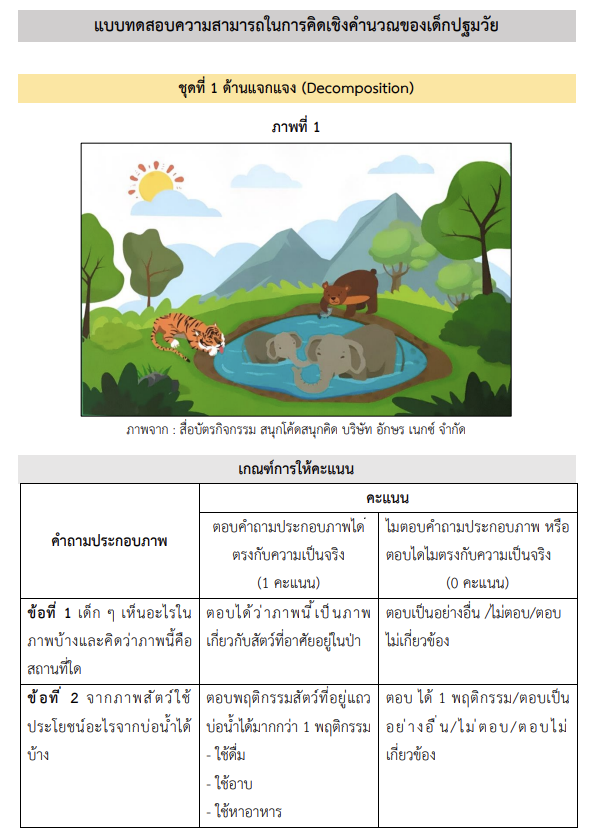 แบบทดสอบความสามารถในการคิดเชิงคำนวณของเด็กปฐมวัย
ชุดที่ 1 ด้านแจกแจง (Decomposition)
ภาพที่ 1
ภาพจาก : สื่อบัตรกิจกรรม สนุกโค้ดสนุกคิด บริษัท อักษร เนกซ์ จำกัด
เกณฑ์การให้คะแนน
คำถามประกอบภาพ
คะแนน
ตอบคำถามประกอบภาพได้
ตรงกับความเป็นจริง
(1 คะแนน)
ไมตอบคำถามประกอบภาพ หรือ
ตอบไดไมตรงกับความเป็นจริง
(0 คะแนน)
ข้อที่ 1 เด็ก ๆ เห็นอะไรใน
ภาพบ้างและคิดว่าภาพนี้คือ
สถานที่ใด
ตอบได้ว่าภาพนี้เป็นภาพ
เกี่ยวกับสัตว์ที่อาศัยอยู่ในป่า
ตอบเป็นอย่างอื่น /ไม่ตอบ/ตอบ
ไม่เกี่ยวข้อง
ข้อที่ 2 จากภาพสัตว์ใช้
ประโยชน์อะไรจากบ่อน้ำได้
บ้าง
ตอบพฤติกรรมสัตว์ที่อยู่แถว
บ่อน้ำได้มากกว่า 1 พฤติกรรม
- ใช้ดื่ม
- ใช้อาบ
- ใช้หาอาหาร
ตอบ ได้ 1 พฤติกรรม/ตอบเป็น
อย่างอื่น/ไม่ตอบ/ตอบไม่
เกี่ยวข้อง